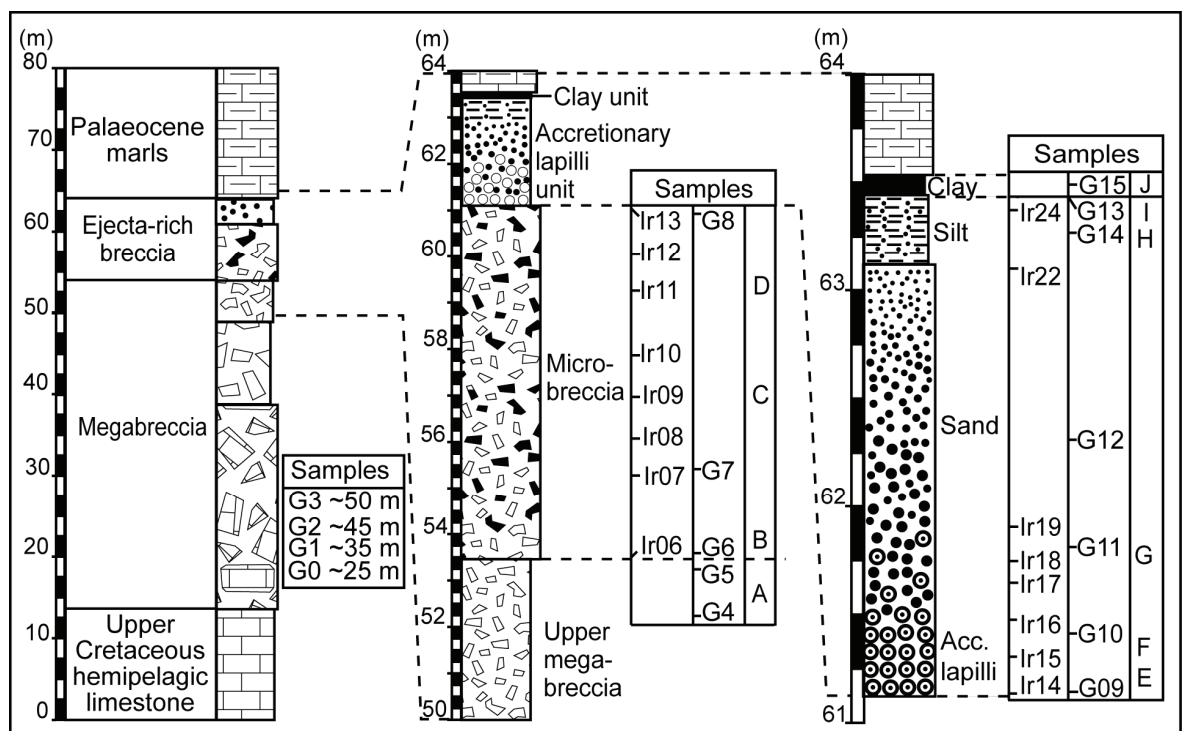 (m)
80
70
60
50
40
30
20
10
0
Palaeocene
marls
Ejecta-rich
breccia
Megabreccia
Upper
Cretaceous
hemipelagic
limestone
Samples
G3 ~50 m
G2 ~45 m
G1 ~35 m
G0 ~25 m
(m)
64
62
60
58
56
54
52
50
Clay unit
Accretionary
lapilli
unit
Micro-
breccia
Upper
mega-
breccia
Samples
Ir13
Ir12
Ir11
Ir10
Ir09
Ir08
Ir07
Ir06
G8
G7
G6
G5
G4
D
C
B
A
(m)
64
63
62
61
Clay
Silt
Sand
Acc.
lapilli
Samples
Ir24
Ir22
Ir19
Ir18
Ir17
Ir16
Ir15
Ir14
G15
G13
G14
G12
G11
G10
G09
J
I
H
G
F
E